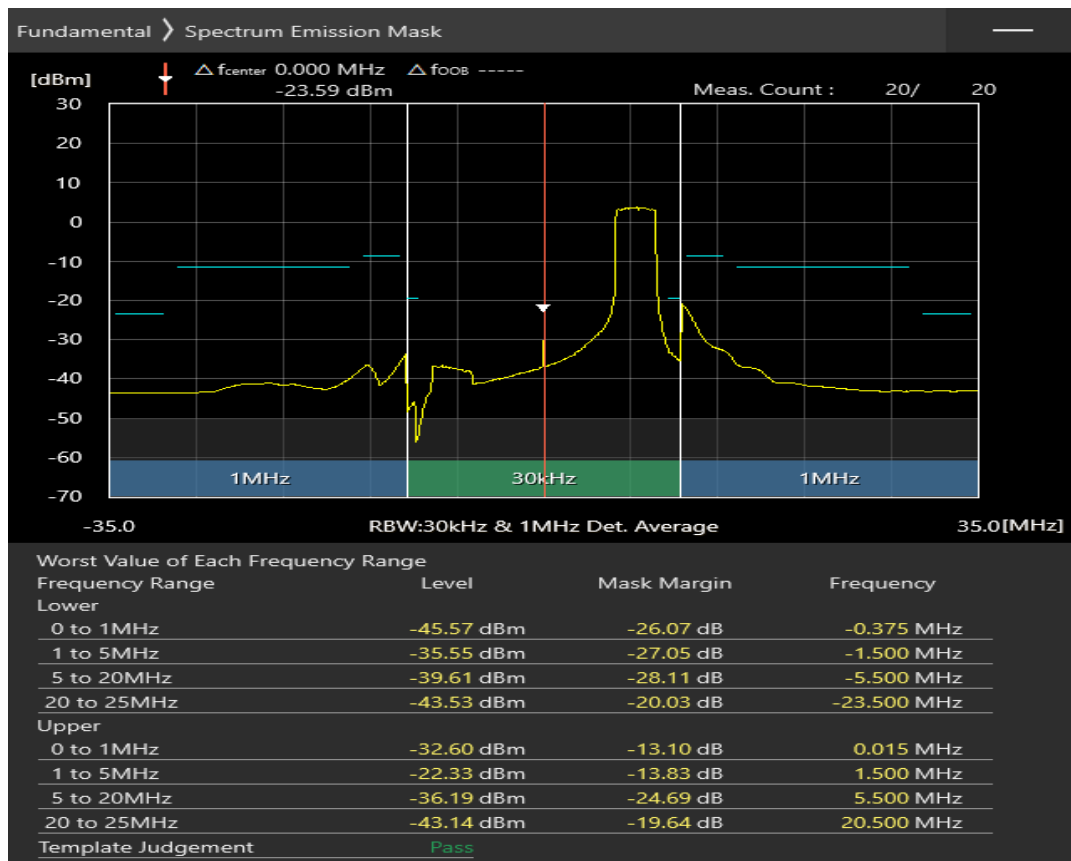 Fundamental ❯ Spectrum Emission Mask
[dBm] △ fcenter 0.000 MHz △ fOOB -----
-23.59 dBm Meas. Count : 20/ 20
30
20
10
0
-10
-20
-30
-40
-50
-60
-70
1MHz 30kHz 1MHz
-35.0 RBW:30kHz & 1MHz Det. Average 35.0[MHz]
Worst Value of Each Frequency Range
Frequency Range Level Mask Margin Frequency
Lower
0 to 1MHz -45.57 dBm -26.07 dB -0.375 MHz
1 to 5MHz -35.55 dBm -27.05 dB -1.500 MHz
5 to 20MHz -39.61 dBm -28.11 dB -5.500 MHz
20 to 25MHz -43.53 dBm -20.03 dB -23.500 MHz
Upper
0 to 1MHz -32.60 dBm -13.10 dB 0.015 MHz
1 to 5MHz -22.33 dBm -13.83 dB 1.500 MHz
5 to 20MHz -36.19 dBm -24.69 dB 5.500 MHz
20 to 25MHz -43.14 dBm -19.64 dB 20.500 MHz
Template Judgement Pass